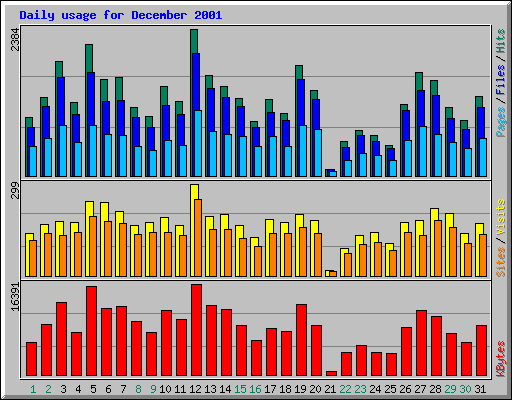 Daily usage for December 2001
2384
Pages / Files / Hits
299
Sites / Visits
16391
KBytes
1 2 3 4 5 6 7 8 9 10 11 12 13 14 15 16 17 18 19 20 21 22 23 24 25 26 27 28 29 30 31